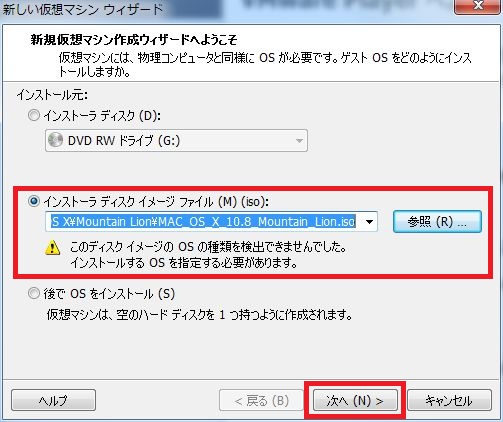 新しい仮想マシン ウィザード
新規仮想マシン作成ウィザードへようこそ
仮想マシンには、物理コンピュータと同様に OS が必要です。ゲスト OS をどのようにインス
トールしますか。
インストール元:
インストーラ ディスク (D):
DVD RW ドライブ (G:)
インストーラ ディスク イメージ ファイル (M) (iso):
S X¥Mountain Lion¥MAC_OS_X_10.8_Mountain_Lion.iso
参照 (R) ...
このディスク イメージの OS の種類を検出できませんでした。
インストールする OS を指定する必要があります。
後で OS をインストール (S)
仮想マシンは、空のハード ディスクを 1 つ持つように作成されます。
ヘルプ
< 戻る (B)
次へ (N) >
キャンセル